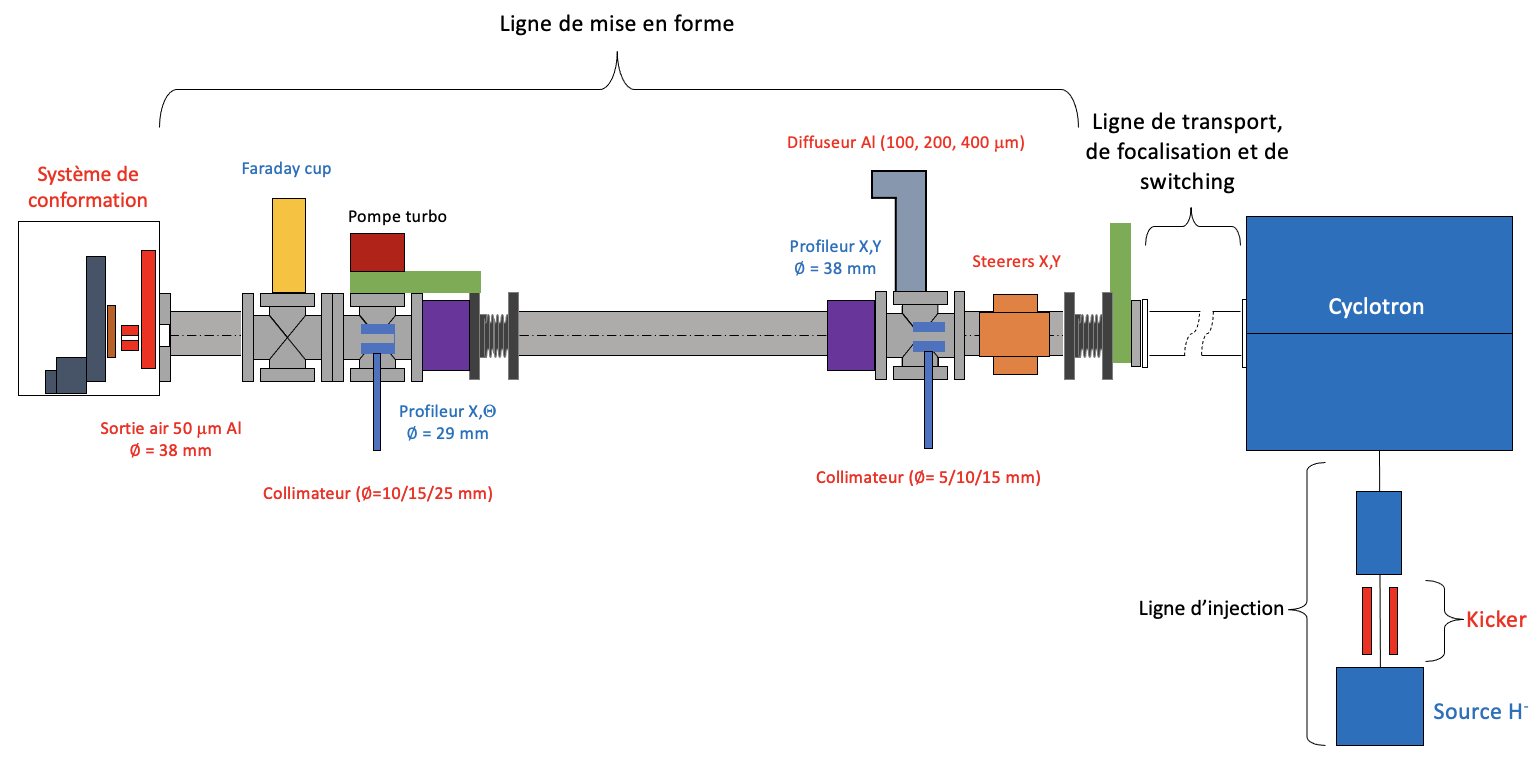 Ligne de mise en forme
Ligne de transport,
de focalisation et de
switching
Diffuseur Al (100, 200, 400 μm)
Système de
conformation
Faraday cup
Pompe turbo
Profileur X,Y
Ø = 38 mm
Steerers X,Y
Cyclotron
Profileur X,Θ
Ø = 29 mm
Sortie air 50 μm Al
Ø = 38 mm
Collimateur (Ø=10/15/25 mm)
Collimateur (Ø= 5/10/15 mm)
Ligne d’injection
Kicker
Source H⁻